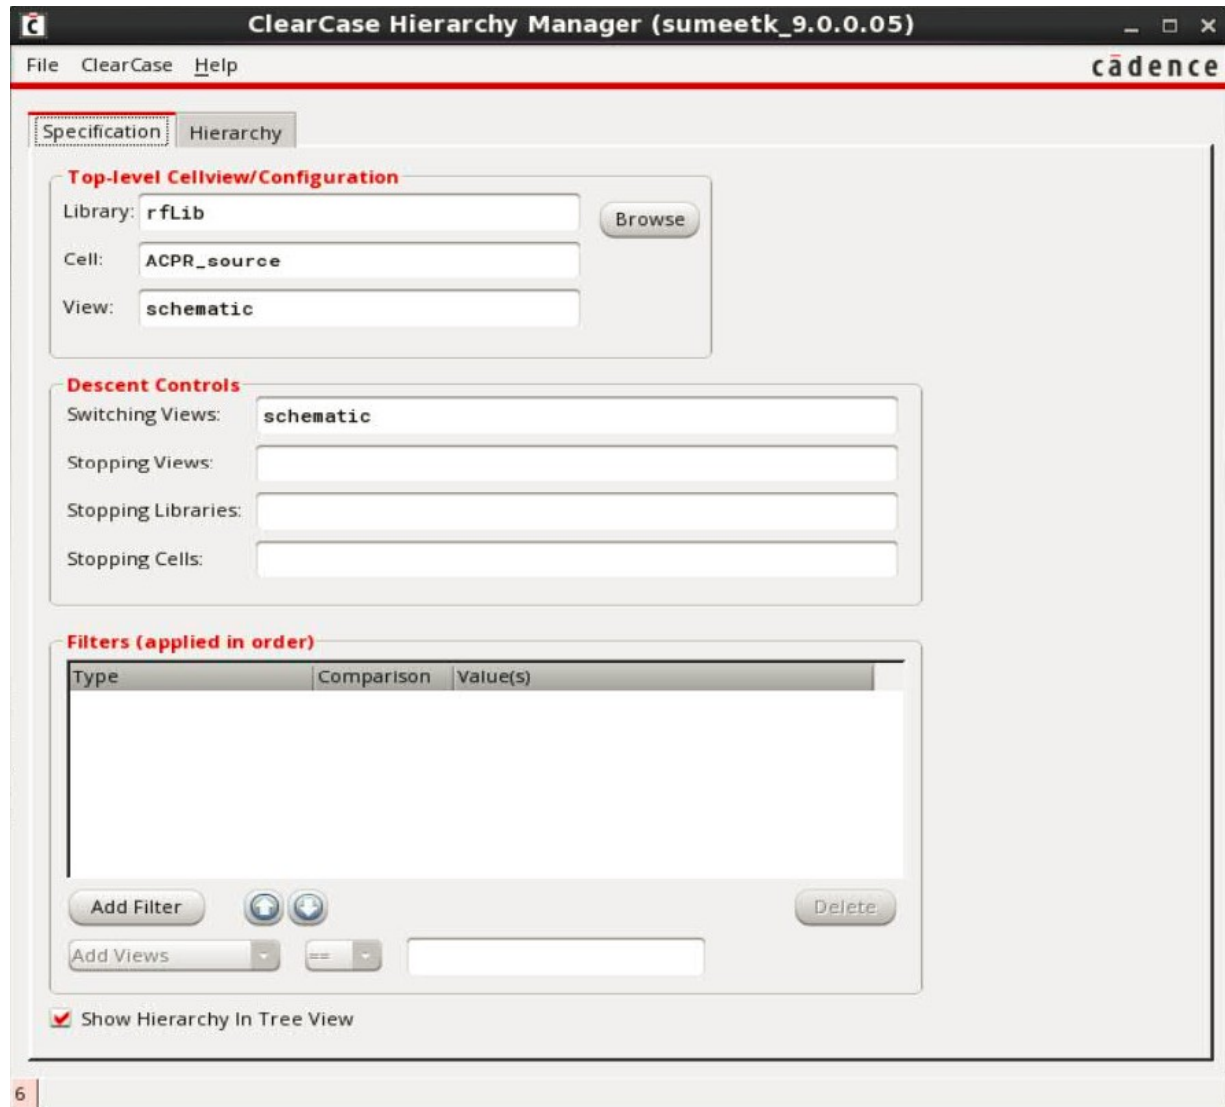 ClearCase Hierarchy Manager (sumeetk_9.0.0.05)
File ClearCase Help
cādence
Specification Hierarchy
Top-level Cellview/Configuration
Library: rfLib Browse
Cell: ACPR_source
View: schematic
Descent Controls
Switching Views: schematic
Stopping Views:
Stopping Libraries:
Stopping Cells:
Filters (applied in order)
Type Comparison Value(s)
Add Filter Delete
Add Views ==
Show Hierarchy In Tree View
6